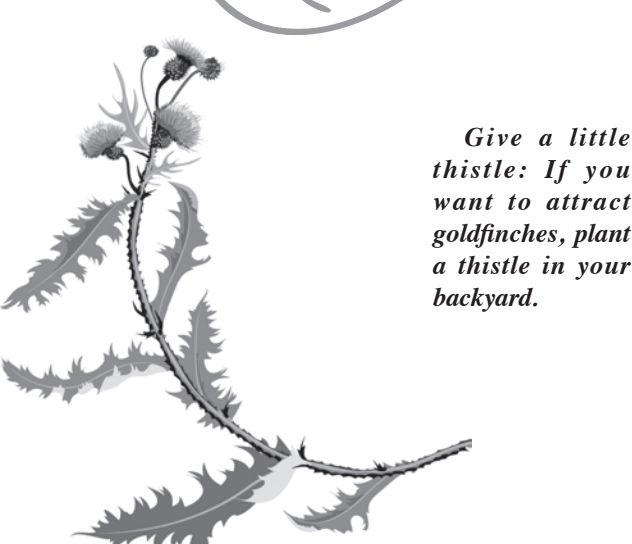 Give a little
thistle: If you
want to attract
goldfinches, plant
a thistle in your
backyard.